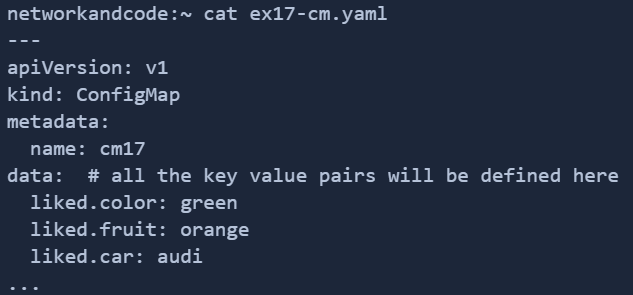 networkandcode:~ cat ex17-cm.yaml
---
apiVersion: v1
kind: ConfigMap
metadata:
  name: cm17
data:  # all the key value pairs will be defined here
  liked.color: green
  liked.fruit: orange
  liked.car: audi
...